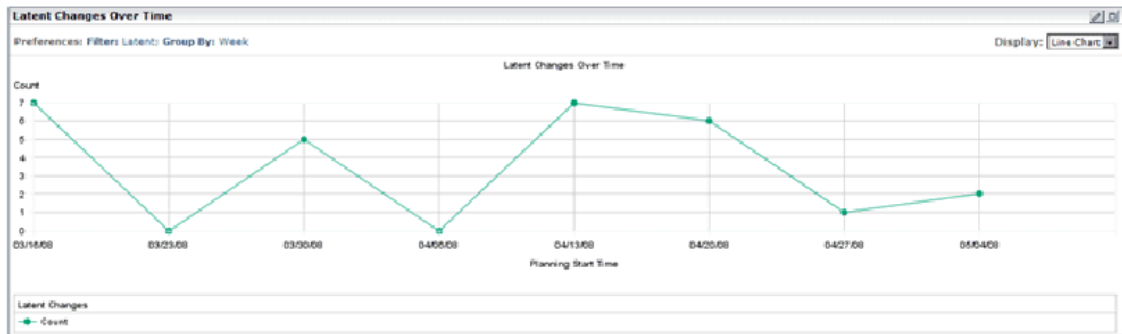 Latent Changes Over Time
Preferences: Filter: Latent: Group By: Week
Display: Line Chart
Latent Changes Over Time
Count
7
6
5
4
3
2
1
0
03/16/08 03/23/08 03/30/08 04/06/08 04/13/08 04/20/08 04/27/08 05/04/08
Planning Start Time
Latent Changes
Count